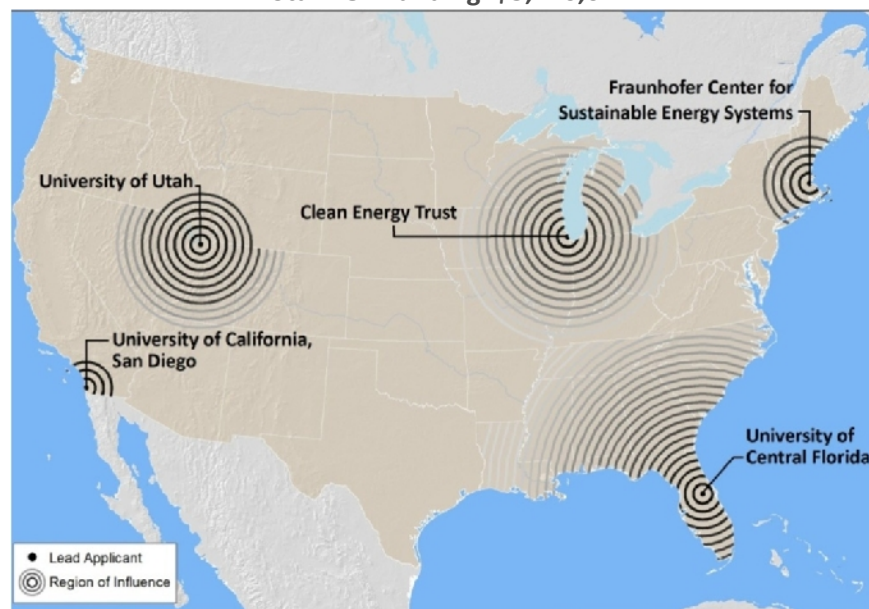 Fraunhofer Center for
Sustainable Energy Systems
University of Utah
Clean Energy Trust
University of California,
San Diego
University of
Central Florida
Lead Applicant
Region of Influence